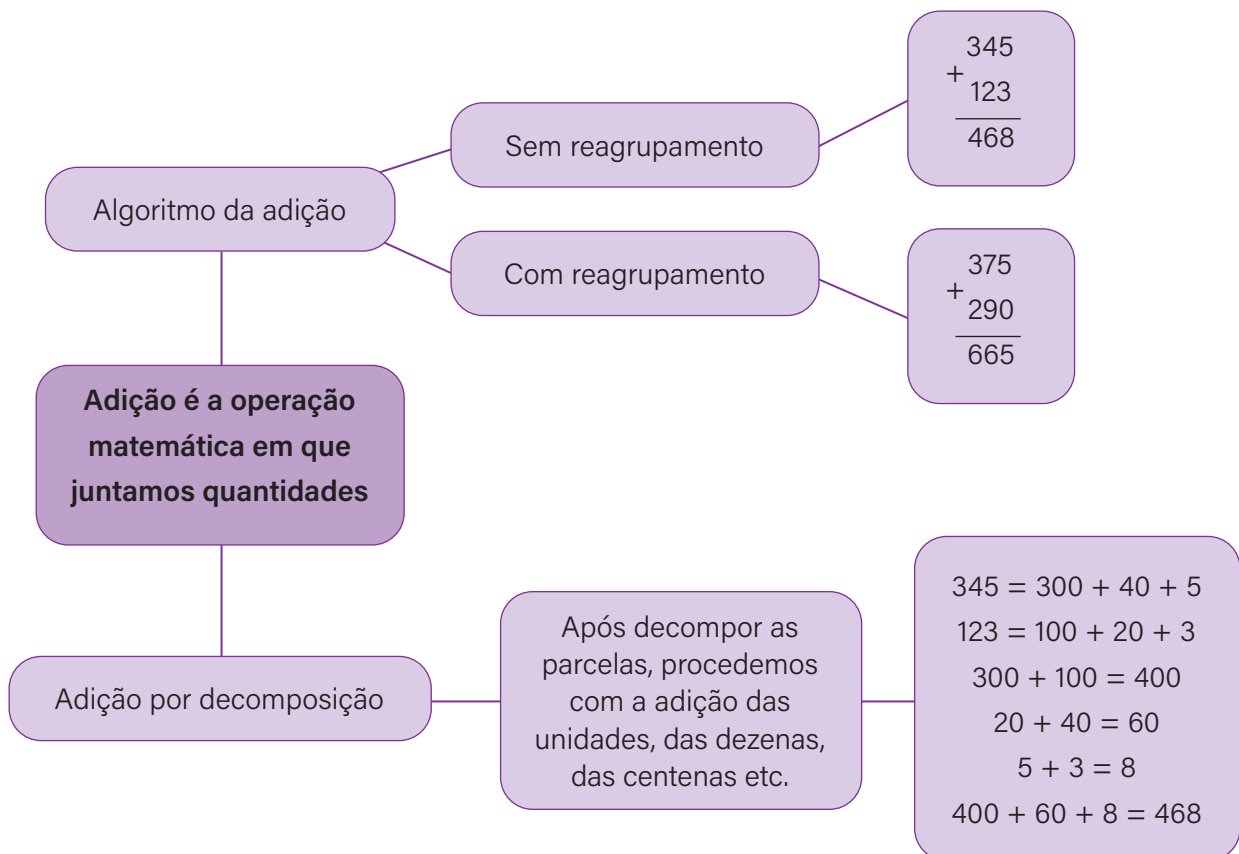 345
+
123
468
Sem reagrupamento
Algoritmo da adição
Com reagrupamento
375
+
290
665
Adição é a operação
matemática em que
juntamos quantidades
Adição por decomposição
Após decompor as
parcelas, procedemos
com a adição das
unidades, das dezenas,
das centenas etc.
345 = 300 + 40 + 5
123 = 100 + 20 + 3
300 + 100 = 400
20 + 40 = 60
5 + 3 = 8
400 + 60 + 8 = 468